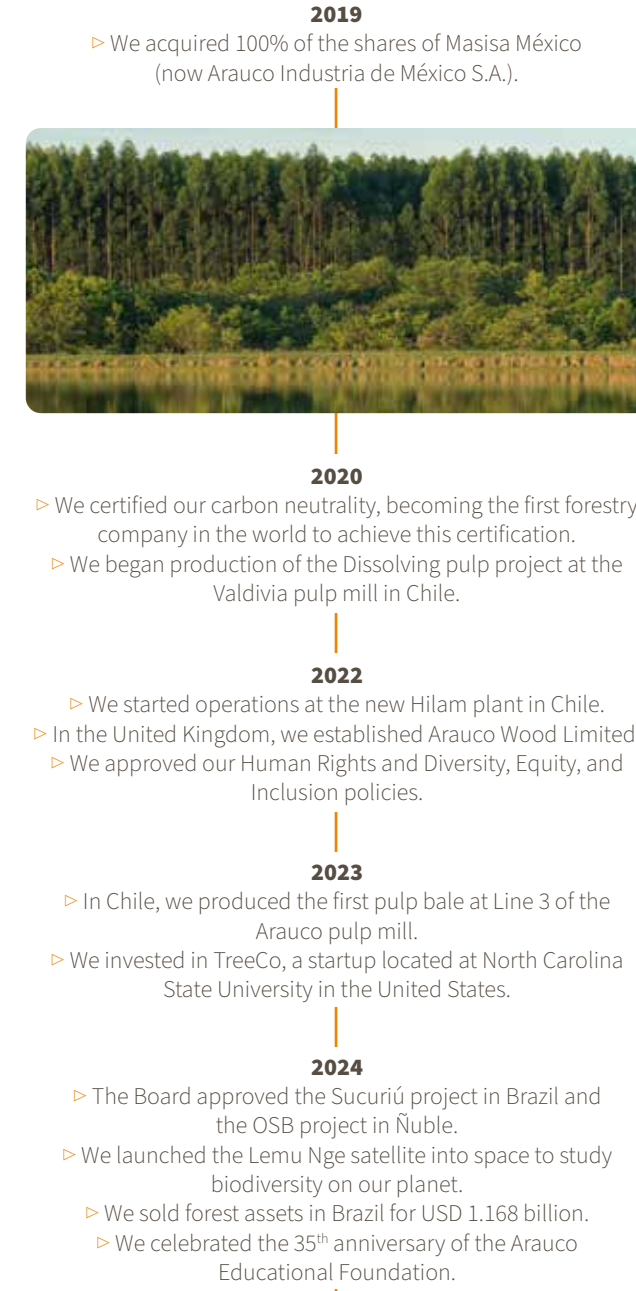 2019
▷ We acquired 100% of the shares of Masisa México
(now Arauco Industria de México S.A.).
2020
▷ We certified our carbon neutrality, becoming the first forestry
company in the world to achieve this certification.
▷ We began production of the Dissolving pulp project at the
Valdivia pulp mill in Chile.
2022
▷ We started operations at the new Hilam plant in Chile.
▷ In the United Kingdom, we established Arauco Wood Limited
▷ We approved our Human Rights and Diversity, Equity, and
Inclusion policies.
2023
▷ In Chile, we produced the first pulp bale at Line 3 of the
Arauco pulp mill.
▷ We invested in TreeCo, a startup located at North Carolina
State University in the United States.
2024
▷ The Board approved the Sucuriú project in Brazil and
the OSB project in Ñuble.
▷ We launched the Lemu Nge satellite into space to study
biodiversity on our planet.
▷ We sold forest assets in Brazil for USD 1.168 billion.
▷ We celebrated the 35th anniversary of the Arauco
Educational Foundation.